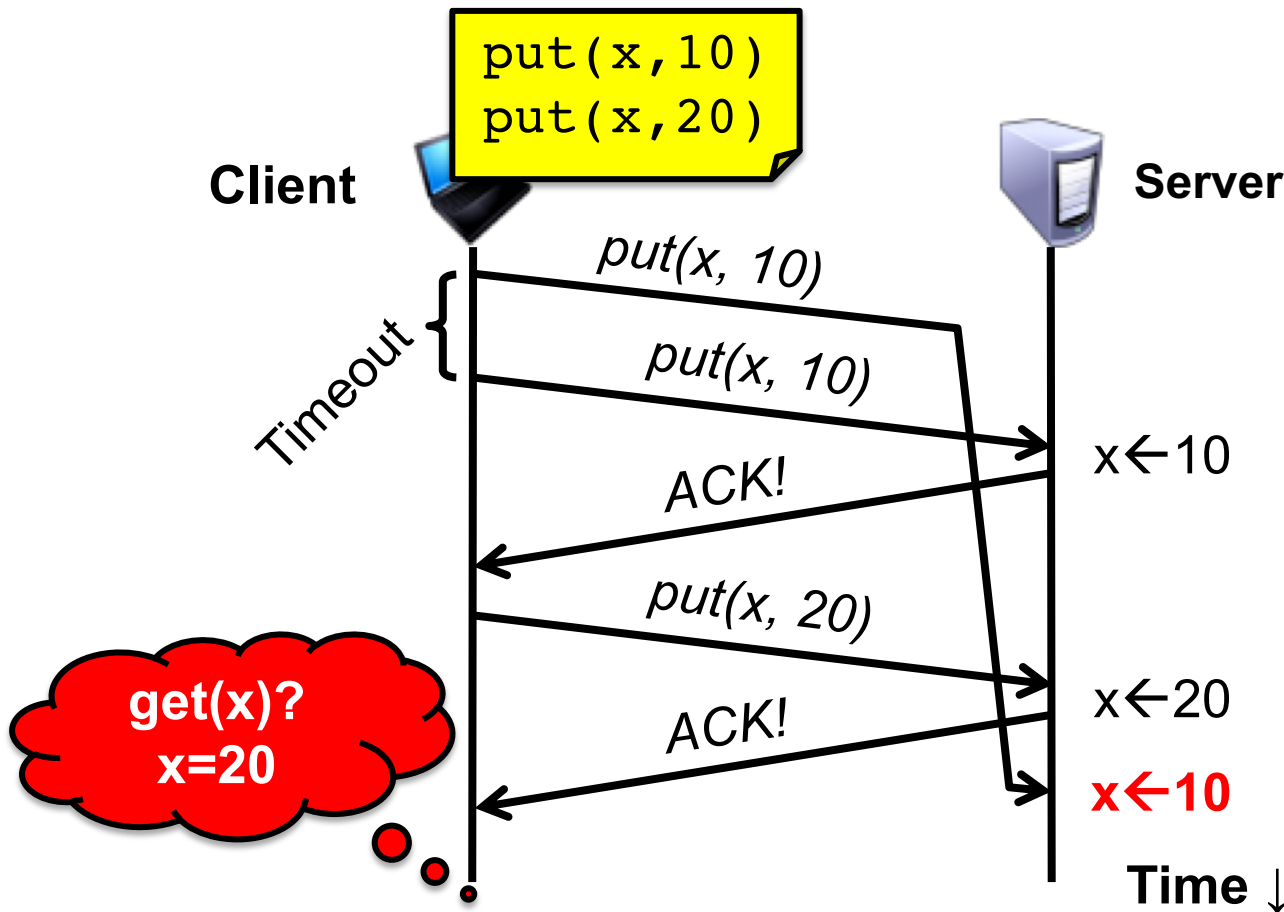 put(x,10)
put(x,20)
Client
Server
put(x, 10)
Timeout
put(x, 10)
x←10
ACK!
put(x, 20)
x←20
ACK!
get(x)?
x=20
x←10
Time ↓